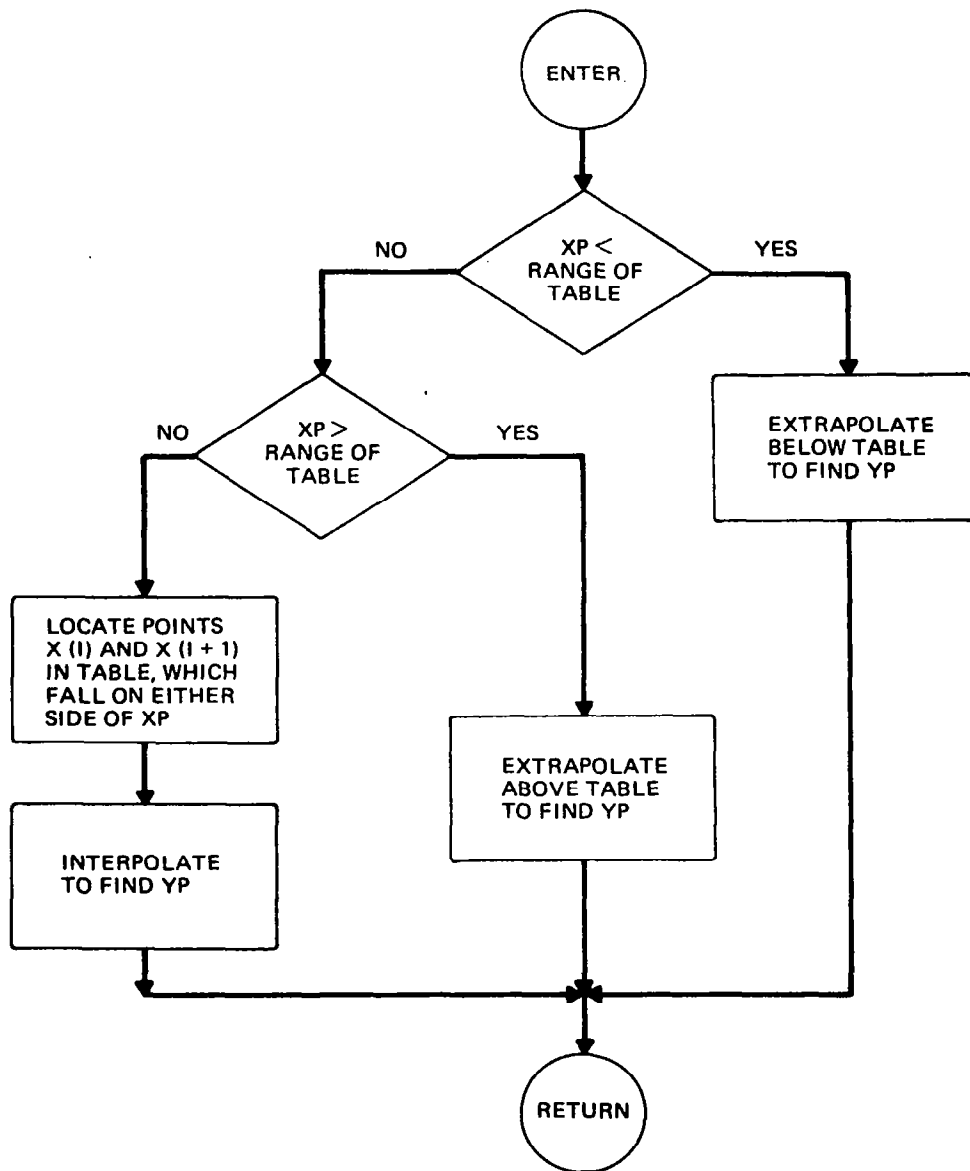 ENTER
XP <
RANGE OF
TABLE
NO
YES
XP >
RANGE OF
TABLE
NO
YES
EXTRAPOLATE
BELOW TABLE
TO FIND YP
LOCATE POINTS
X (I) AND X (I + 1)
IN TABLE, WHICH
FALL ON EITHER
SIDE OF XP
EXTRAPOLATE
ABOVE TABLE
TO FIND YP
INTERPOLATE
TO FIND YP
RETURN